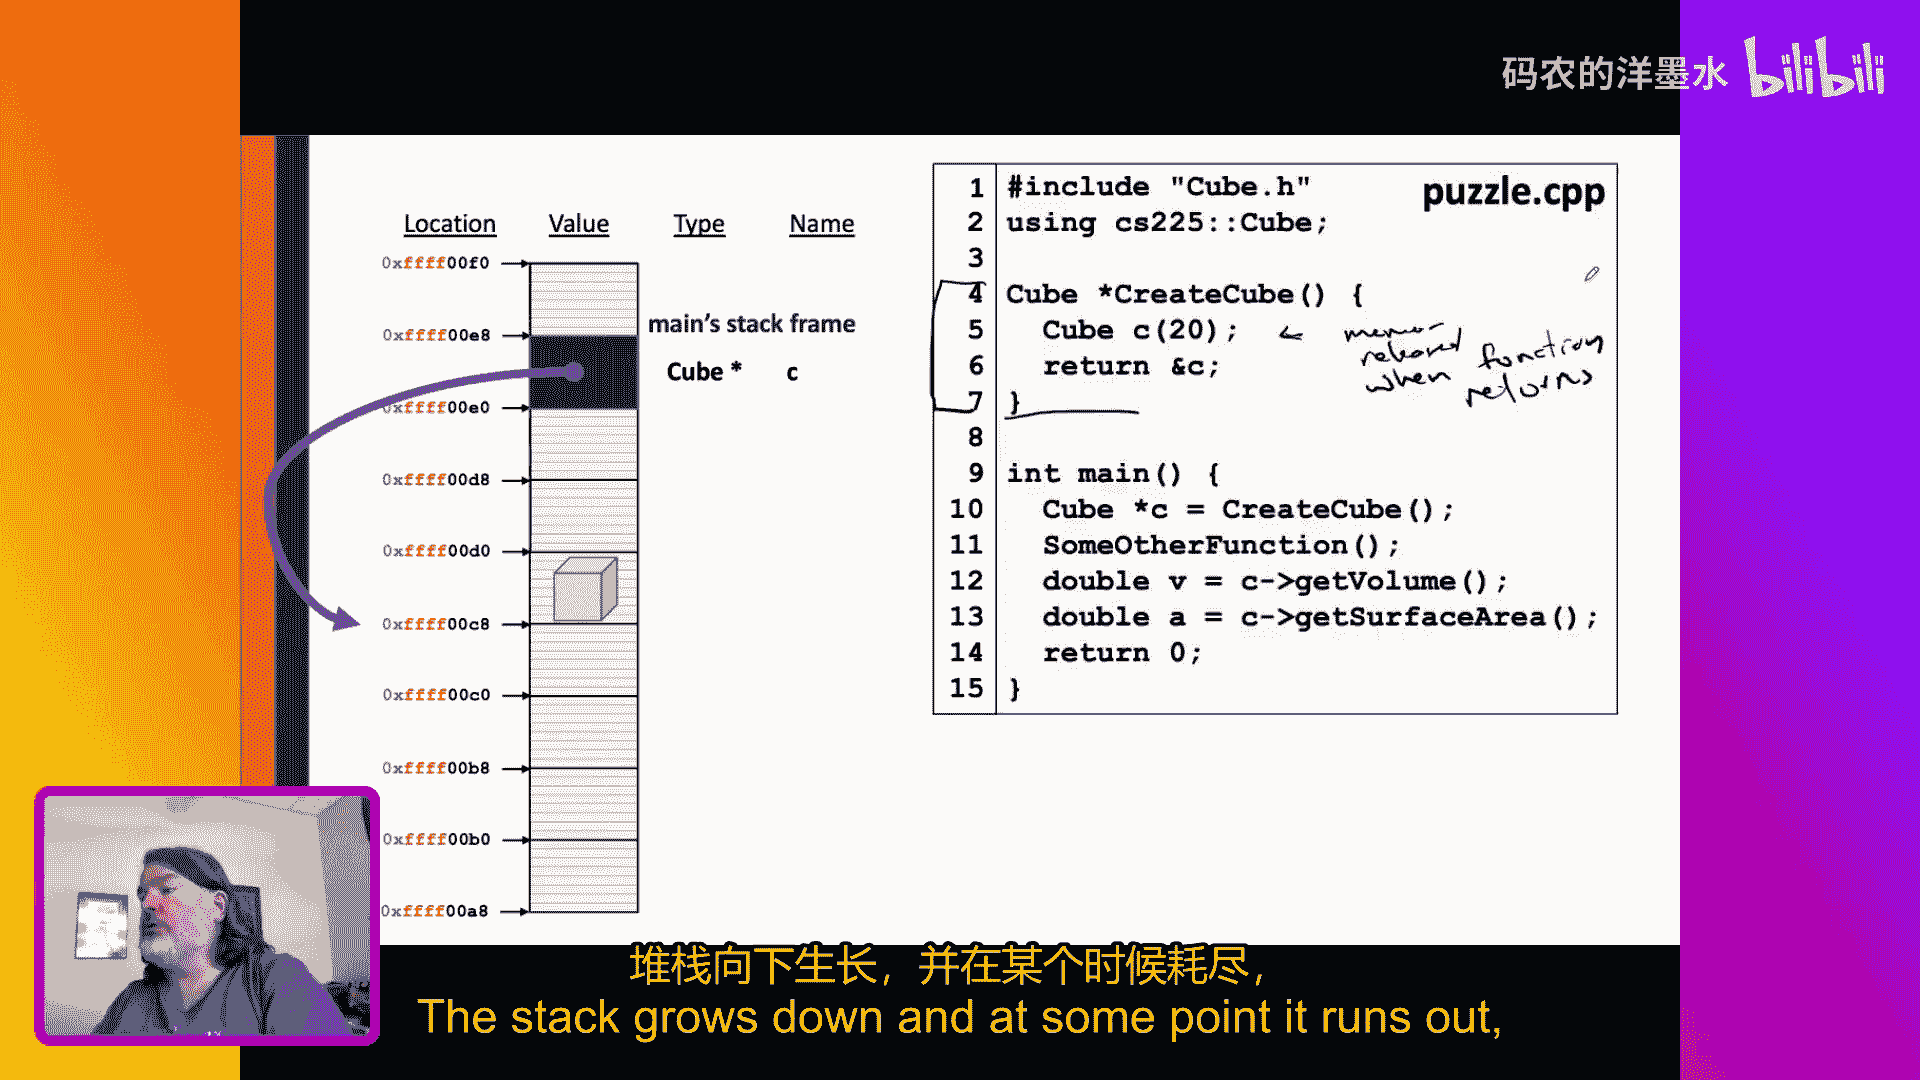 码农的洋墨水 bilibili
Location Value Type Name
0xffff00f0
main's stack frame
0xffff00e8
Cube * c
0xffff00e0
0xffff00d8
0xffff00d0
0xffff00c8
0xffff00c0
0xffff00b8
0xffff00b0
0xffff00a8
puzzle.cpp
1 #include "Cube.h"
2 using cs225::Cube;
3
4 Cube *CreateCube() {
5 Cube c(20);
6 return &c;
7 }
8
9 int main() {
10 Cube *c = CreateCube();
11 SomeOtherFunction();
12 double v = c->getVolume();
13 double a = c->getSurfaceArea();
14 return 0;
15 }
when function
returns
堆栈向下生长，并在某个时候耗尽，
The stack grows down and at some point it runs out,